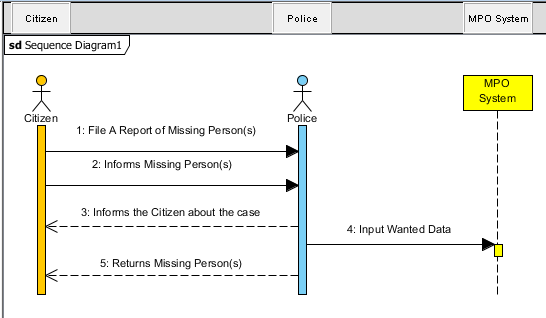 Citizen
Police
MPO System
sd Sequence Diagram1
Citizen
Police
MPO
System
1: File A Report of Missing Person(s)
2: Informs Missing Person(s)
3: Informs the Citizen about the case
4: Input Wanted Data
5: Returns Missing Person(s)